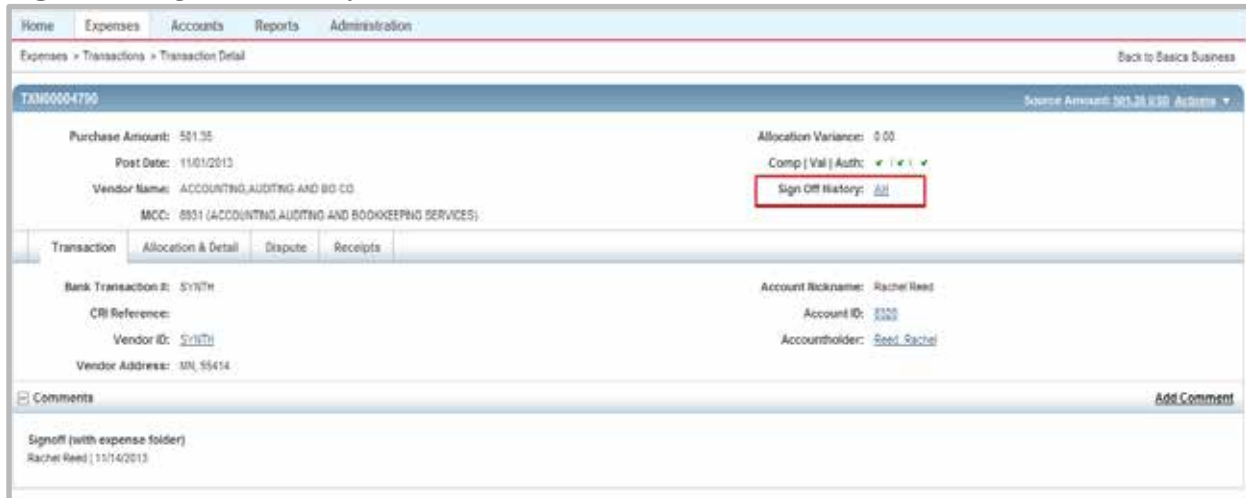 Home Expenses Accounts Reports Administration
Expenses » Transactions » Transaction Detail Back to Basics Business
TXN00004790 Source Amount: 501.35 USD Actions
Purchase Amount: 501.35 Allocation Variance: 0.00
Post Date: 11/01/2013 Comp | Val | Auth: ✔ | ✔ | ✔
Vendor Name: ACCOUNTING,AUDITING AND BO CO Sign Off History: AH
MCC: 8931 (ACCOUNTING,AUDITING AND BOOKKEEPING SERVICES)
Transaction Allocation & Detail Dispute Receipts
Bank Transaction #: SYNTH Account Nickname: Rachel Reed
CRI Reference: Account ID:
Vendor ID: SYNTH Accountholder: Reed, Rachel
Vendor Address: MN, 55414
Comments Add Comment
Signoff (with expense folder)
Rachel Reed | 11/14/2013